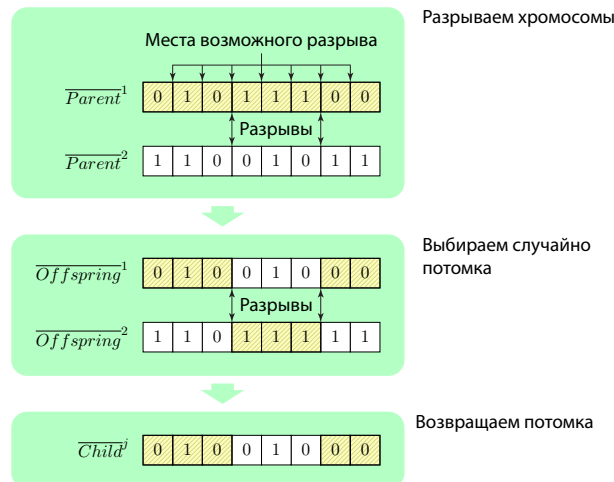 Разрываем хромосомы
Места возможного разрыва
Parent¹ 0 1 0 1 1 1 0 0
Разрывы
Parent² 1 1 0 0 1 0 1 1
Выбираем случайно
потомка
Offspring¹ 0 1 0 0 1 0 0 0
Разрывы
Offspring² 1 1 0 1 1 1 1 1
Возвращаем потомка
Childʲ 0 1 0 0 1 0 0 0